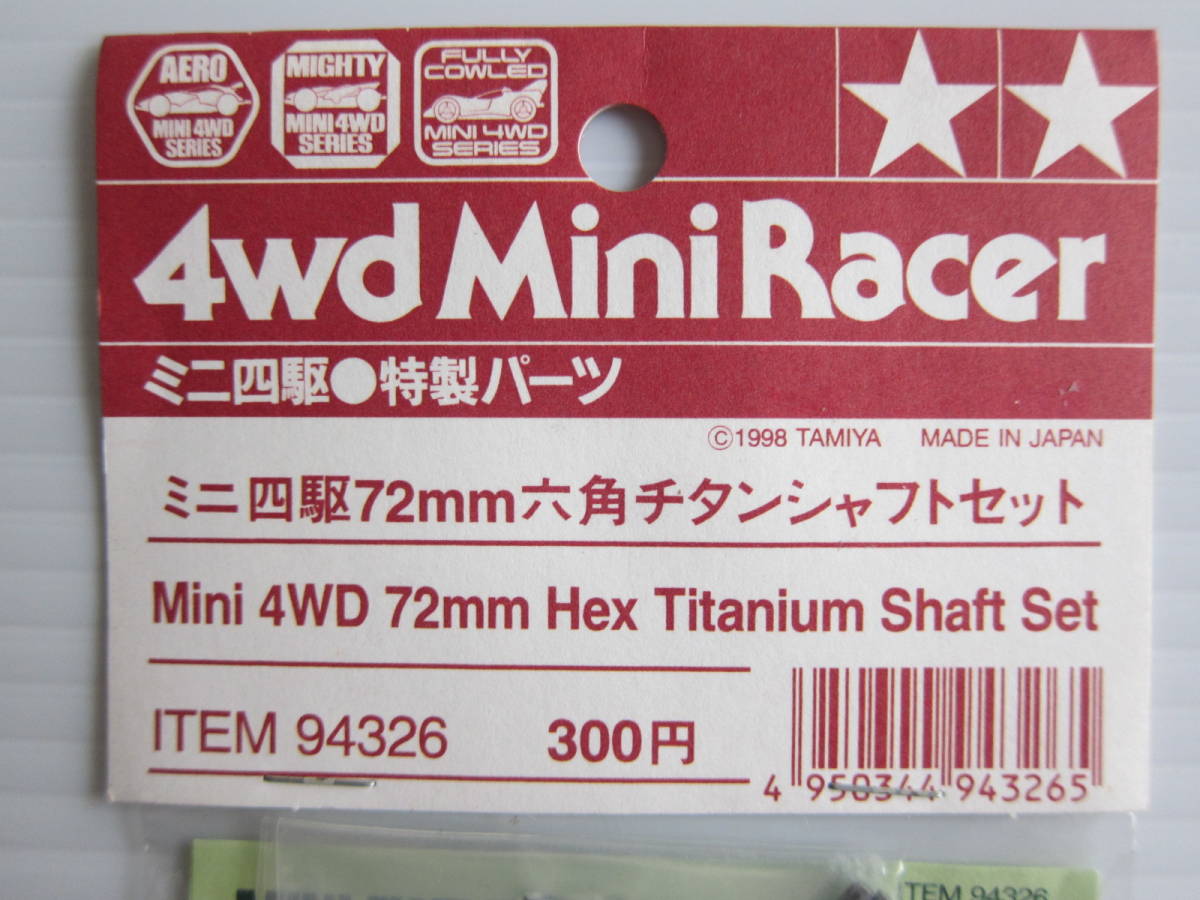 AERO
MINI 4WD
SERIES
MIGHTY
MINI 4WD
SERIES
FULLY
COWLED
MINI 4WD
SERIES
4wd Mini Racer
ミニ四駆●特製パーツ
©1998 TAMIYA MADE IN JAPAN
ミニ四駆72mm六角チタンシャフトセット
Mini 4WD 72mm Hex Titanium Shaft Set
ITEM 94326 300円
4 950344 943265
ITEM 94326